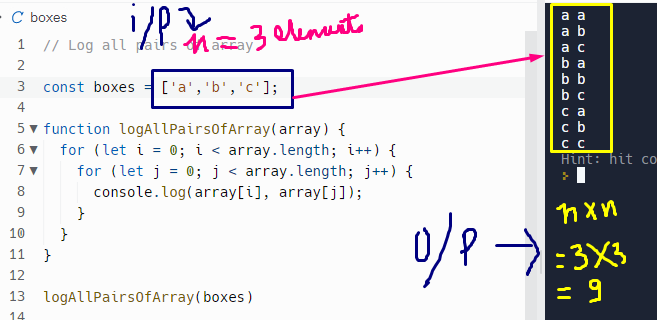 boxes
i/P
n = 3 elements
1 // Log all pairs of array
2
3 const boxes = ['a','b','c'];
4
5 function logAllPairsOfArray(array) {
6 for (let i = 0; i < array.length; i++) {
7 for (let j = 0; j < array.length; j++) {
8 console.log(array[i], array[j]);
9 }
10 }
11 }
12
13 logAllPairsOfArray(boxes)
a a
a b
a c
b a
b b
b c
c a
c b
c c
Hint: hit co
O/P
n x n
= 3 X 3
= 9